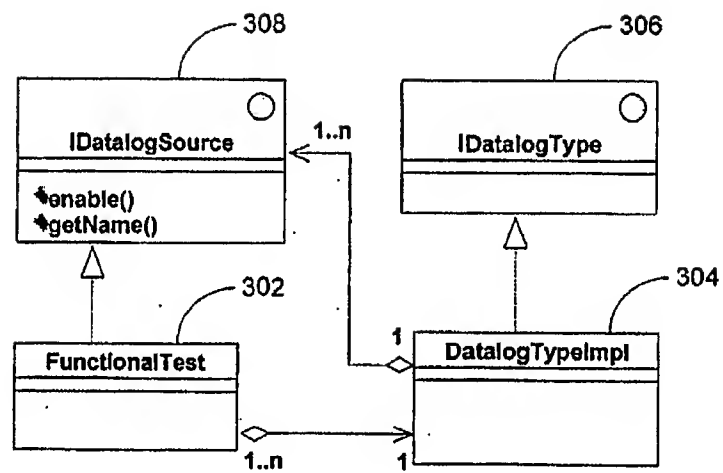 308
306
IDatalogSource
1..n
IDatalogType
enable()
getName()
302
304
1
FunctionalTest
DatalogTypeImpl
1..n
1